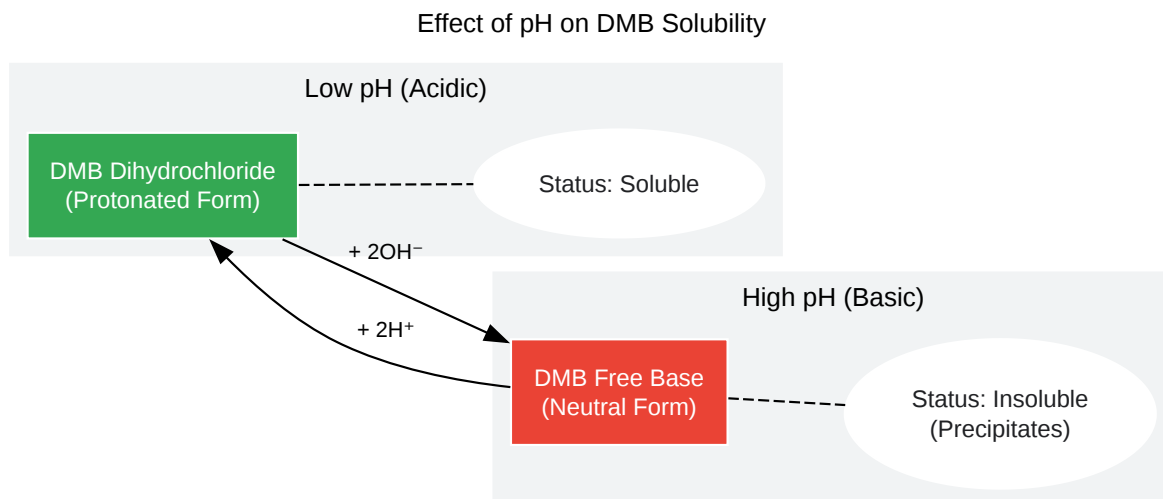 Effect of pH on DMB Solubility
Low pH (Acidic)
DMB Dihydrochloride
(Protonated Form)
Status: Soluble
+ 2OH⁻
+ 2H⁺
High pH (Basic)
DMB Free Base
(Neutral Form)
Status: Insoluble
(Precipitates)